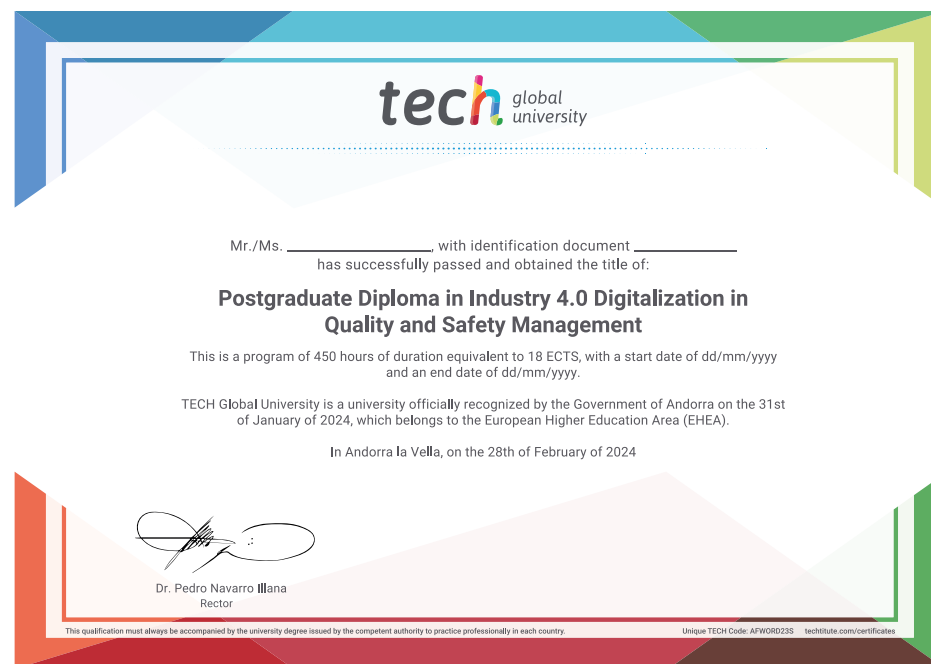 tech global
university
Mr./Ms. ____________, with identification document ____________
has successfully passed and obtained the title of:
Postgraduate Diploma in Industry 4.0 Digitalization in
Quality and Safety Management
This is a program of 450 hours of duration equivalent to 18 ECTS, with a start date of dd/mm/yyyy
and an end date of dd/mm/yyyy.
TECH Global University is a university officially recognized by the Government of Andorra on the 31st
of January of 2024, which belongs to the European Higher Education Area (EHEA).
In Andorra la Vella, on the 28th of February of 2024
Dr. Pedro Navarro Illana
Rector
This qualification must always be accompanied by the university degree issued by the competent authority to practice professionally in each country.
Unique TECH Code: AFWORD23S techtitute.com/certificates